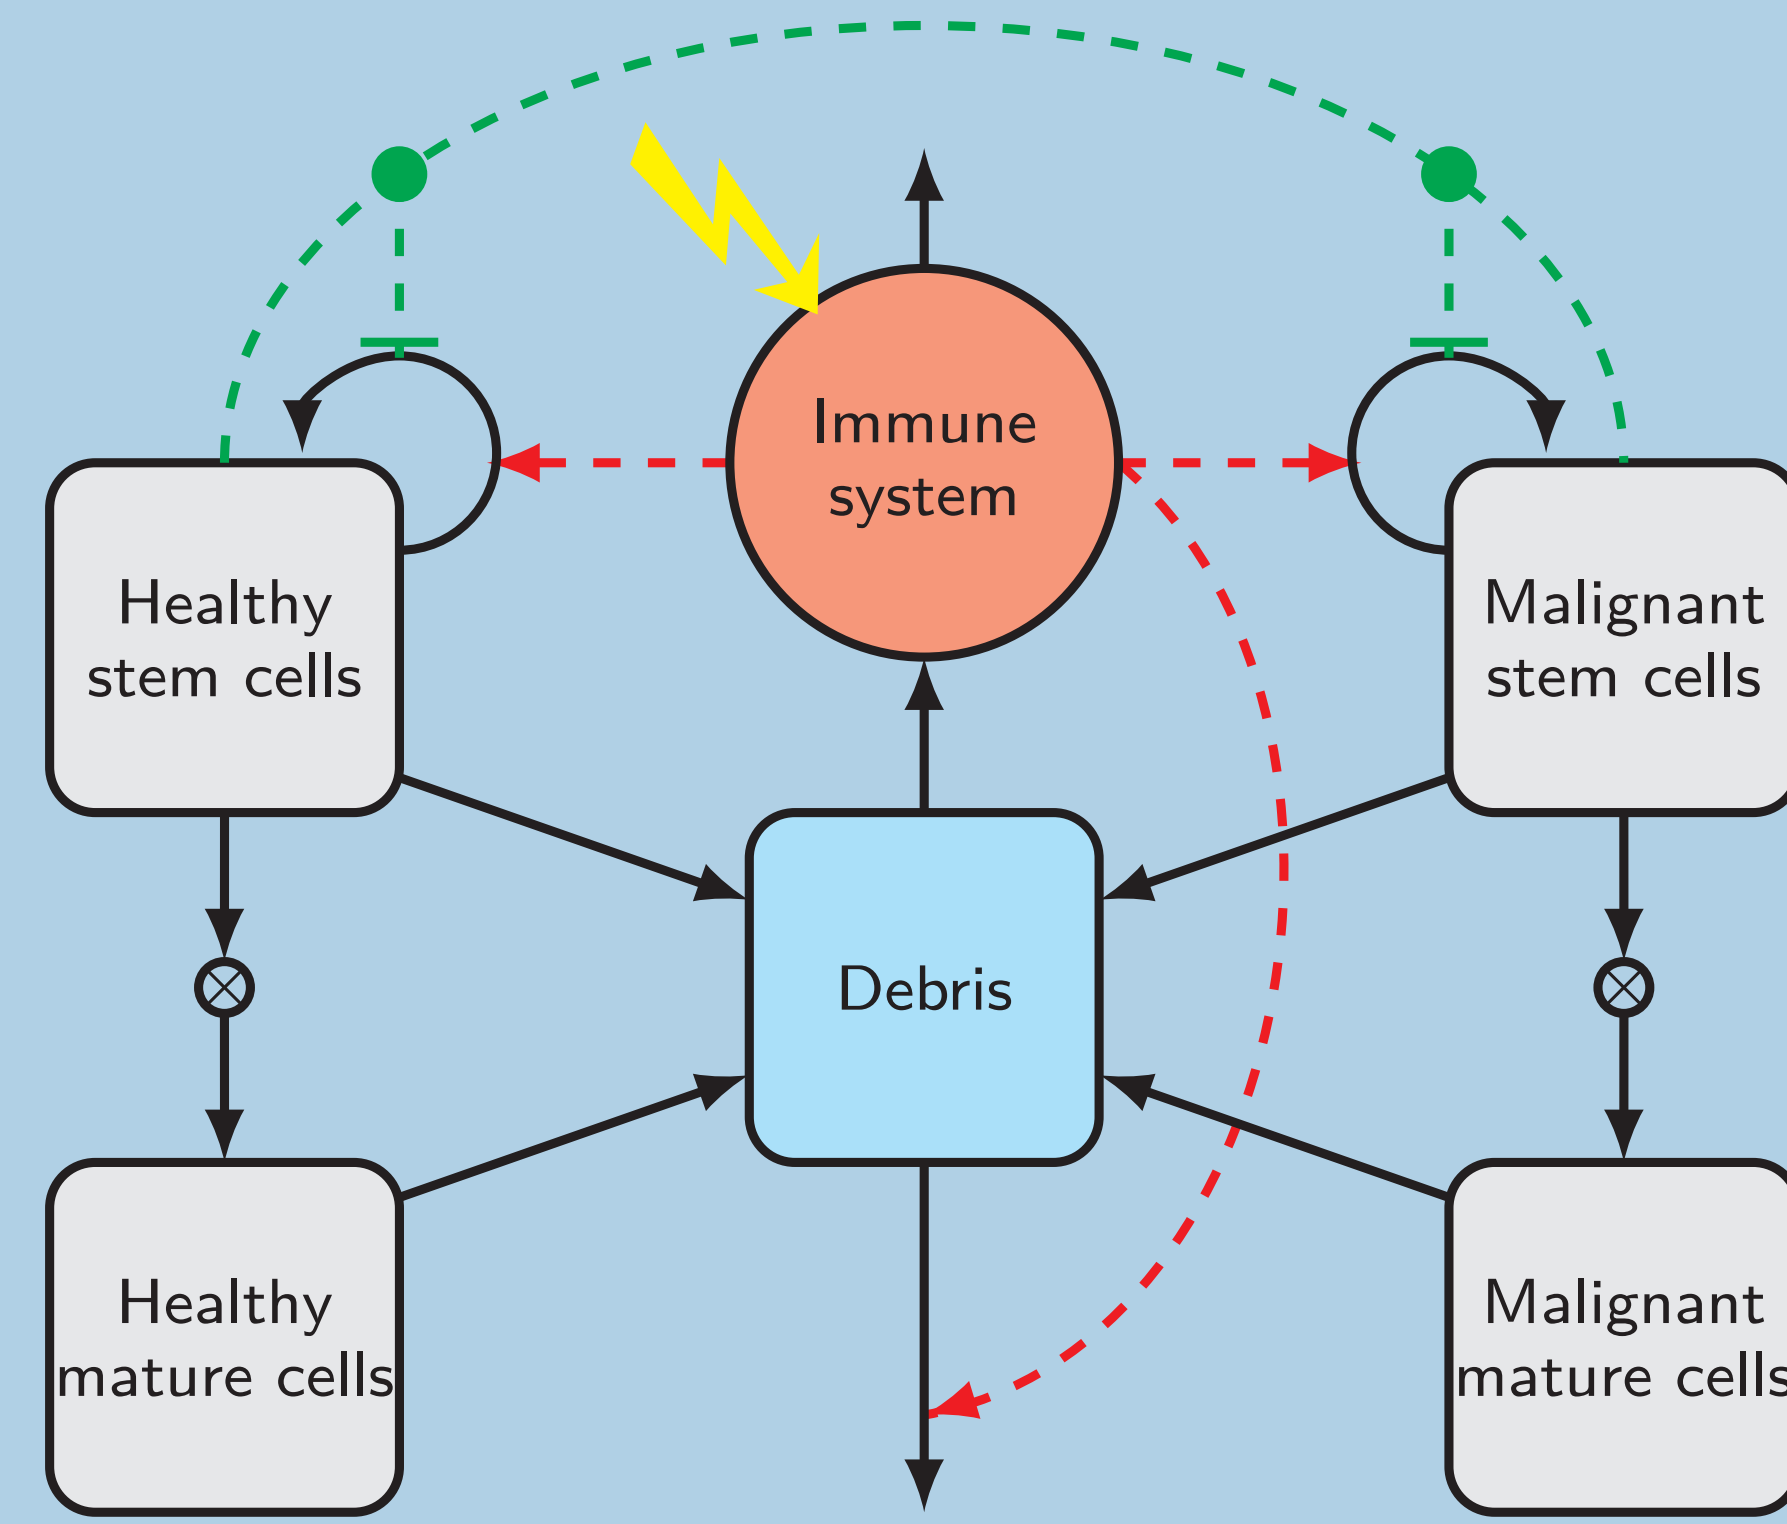 Immune
system
Healthy
stem cells
Malignant
stem cells
Debris
Healthy
mature cells
Malignant
mature cells